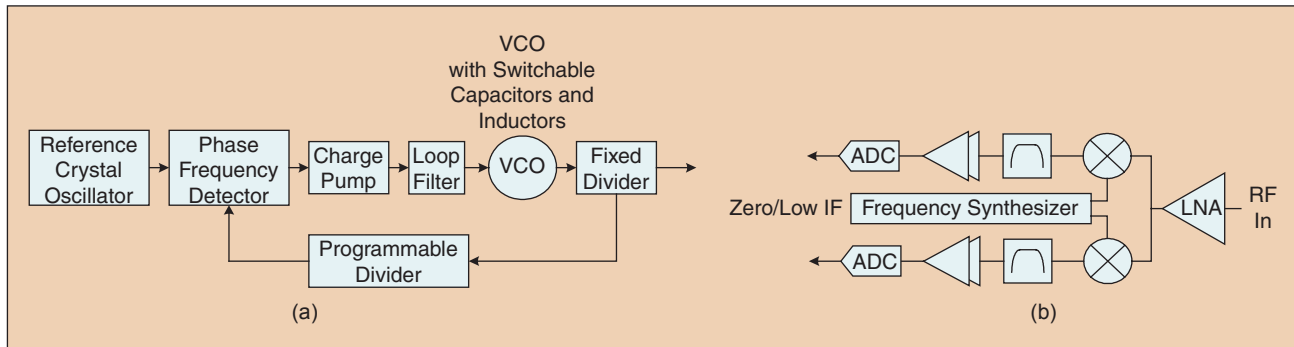 VCO
with Switchable
Capacitors and
Inductors
Reference
Crystal
Oscillator
Phase
Frequency
Detector
Charge
Pump
Loop
Filter
VCO
Fixed
Divider
Programmable
Divider
(a)
ADC
Zero/Low IF
Frequency Synthesizer
LNA
RF
In
ADC
(b)